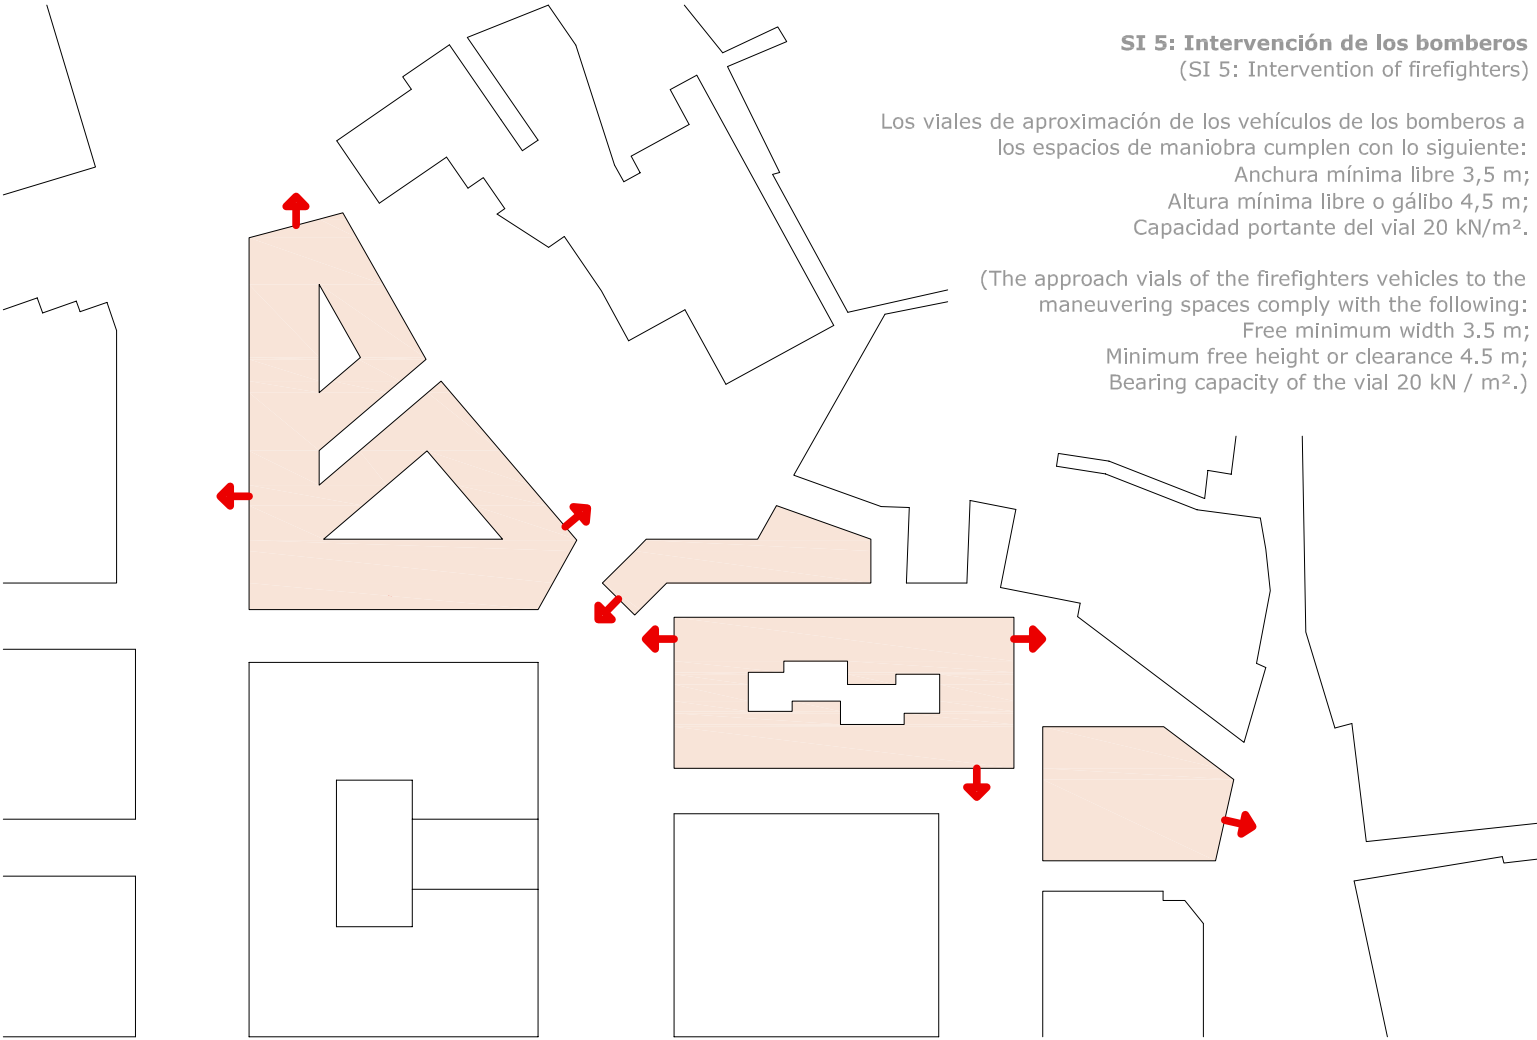 SI 5: Intervención de los bomberos
(SI 5: Intervention of firefighters)
Los viales de aproximación de los vehículos de los bomberos a
los espacios de maniobra cumplen con lo siguiente:
Anchura mínima libre 3,5 m;
Altura mínima libre o gálibo 4,5 m;
Capacidad portante del vial 20 kN/m².
(The approach vials of the firefighters vehicles to the
maneuvering spaces comply with the following:
Free minimum width 3.5 m;
Minimum free height or clearance 4.5 m;
Bearing capacity of the vial 20 kN / m².)